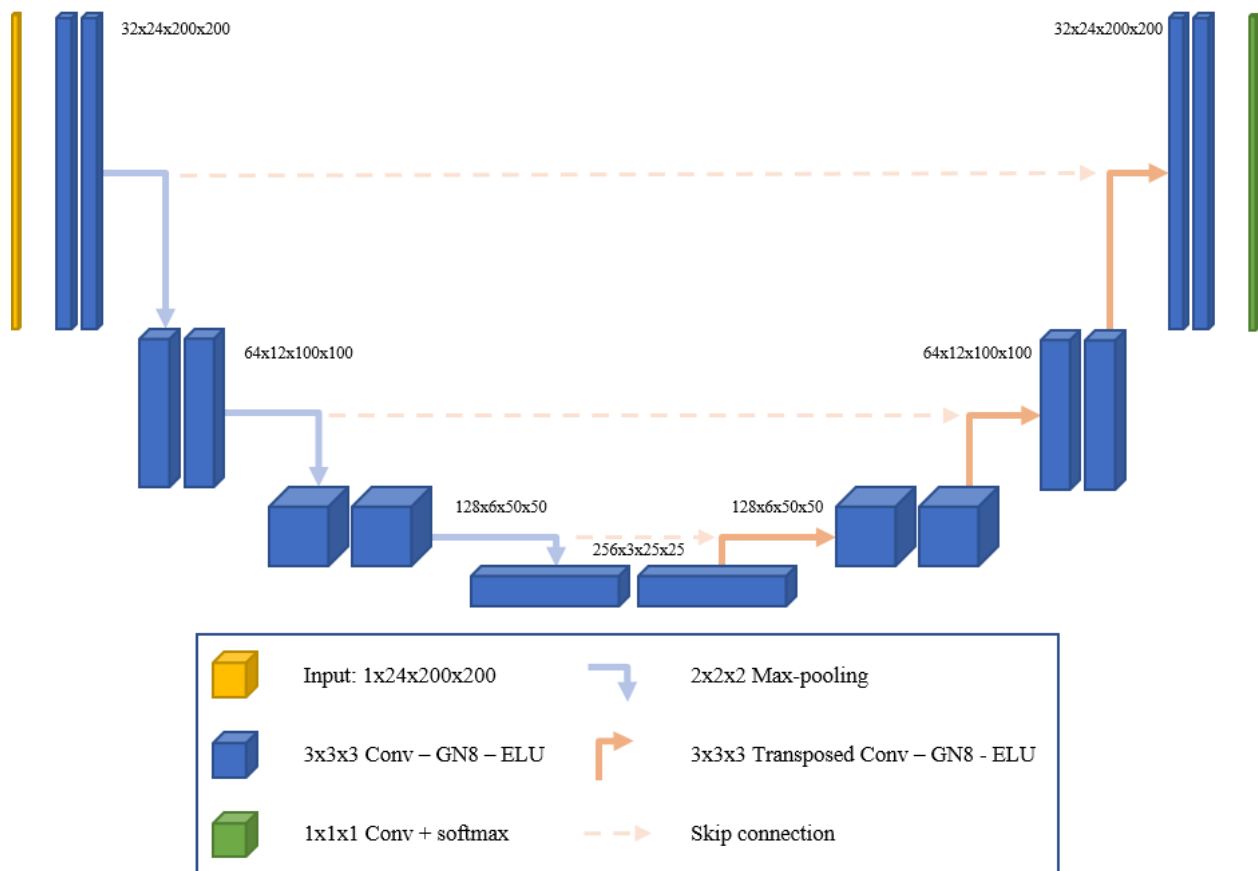 32x24x200x200
32x24x200x200
64x12x100x100
64x12x100x100
128x6x50x50
128x6x50x50
256x3x25x25
Input: 1x24x200x200
2x2x2 Max-pooling
3x3x3 Conv – GN8 – ELU
3x3x3 Transposed Conv – GN8 - ELU
1x1x1 Conv + softmax
Skip connection